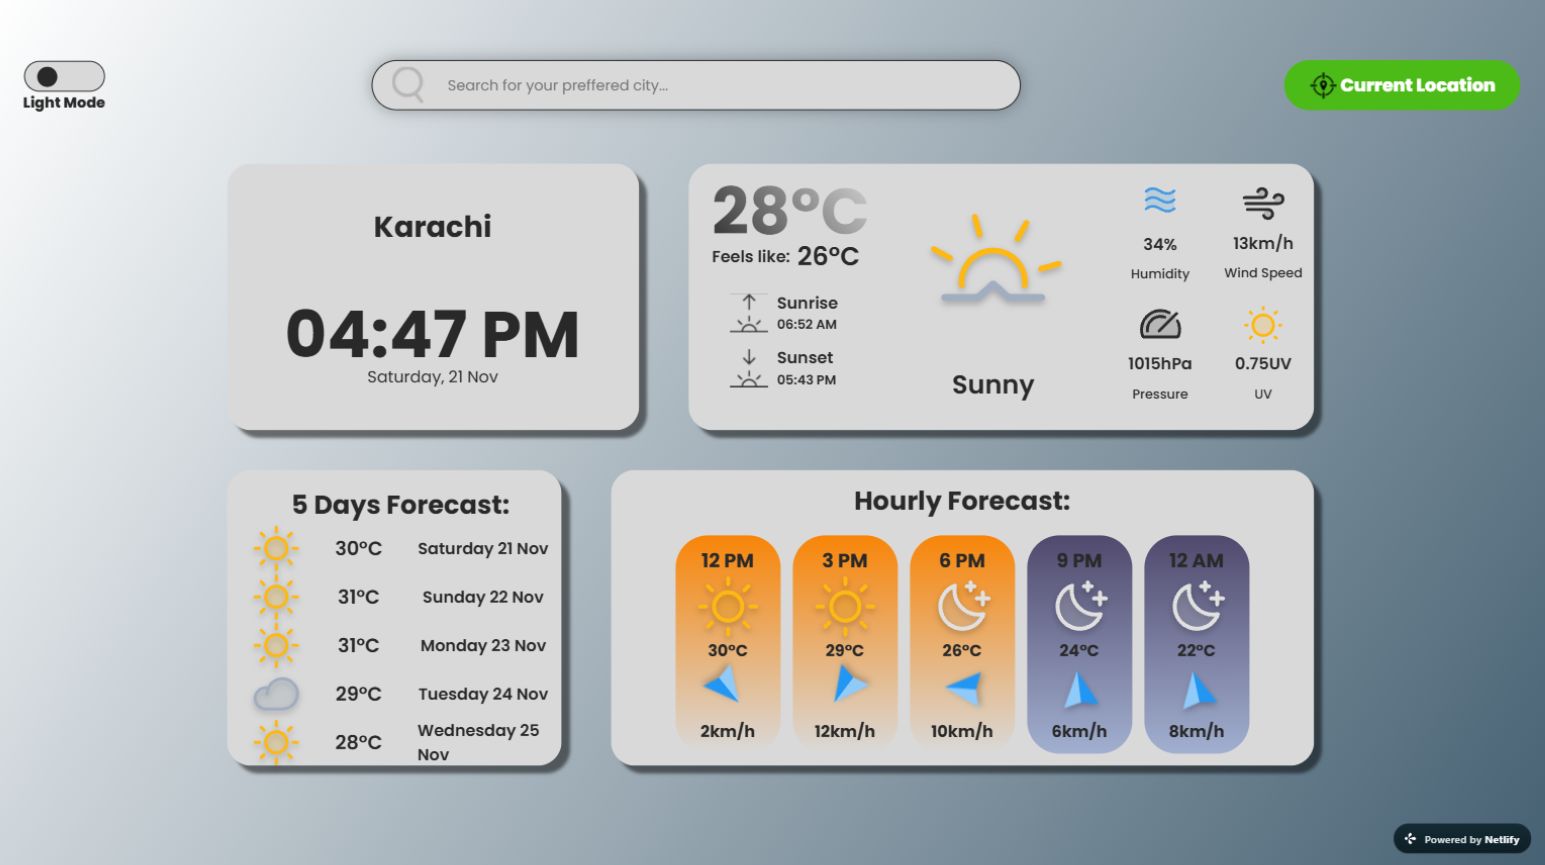 Light Mode
Search for your preffered city...
Current Location
Karachi
04:47 PM
Saturday, 21 Nov
28°C
Feels like: 26°C
Sunrise
06:52 AM
Sunset
05:43 PM
Sunny
34%
Humidity
13km/h
Wind Speed
1015hPa
Pressure
0.75UV
UV
5 Days Forecast:
30°C Saturday 21 Nov
31°C Sunday 22 Nov
31°C Monday 23 Nov
29°C Tuesday 24 Nov
28°C Wednesday 25
Nov
Hourly Forecast:
12 PM
30°C
2km/h
3 PM
29°C
12km/h
6 PM
26°C
10km/h
9 PM
24°C
6km/h
12 AM
22°C
8km/h
Powered by Netlify